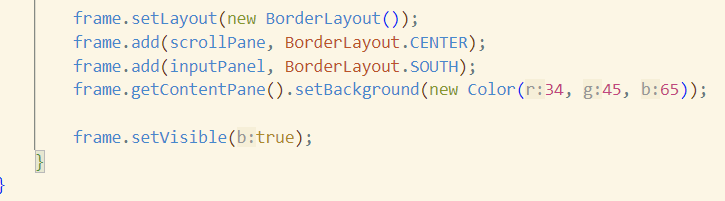 frame.setLayout(new BorderLayout());
frame.add(scrollPane, BorderLayout.CENTER);
frame.add(inputPanel, BorderLayout.SOUTH);
frame.getContentPane().setBackground(new Color(r:34, g:45, b:65));
frame.setVisible(b:true);
}
}